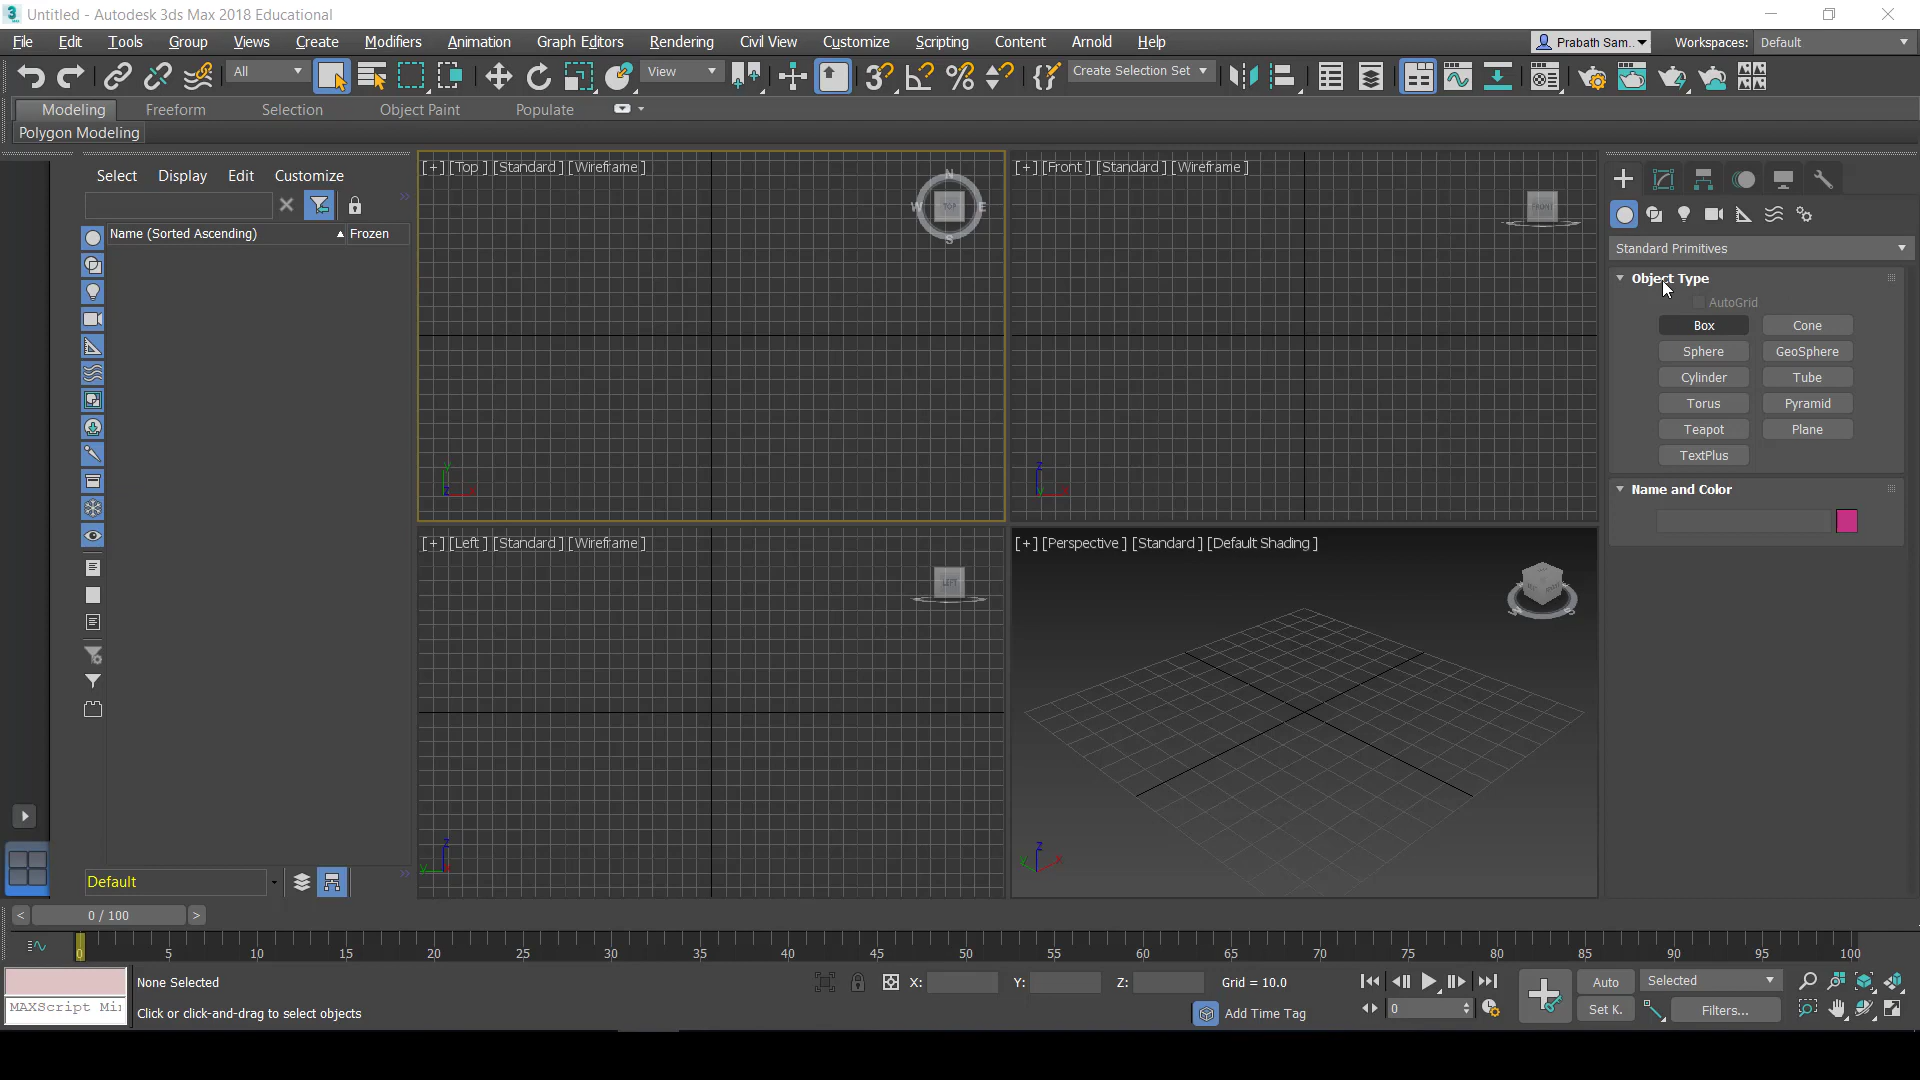 Untitled - Autodesk 3ds Max 2018 Educational
File Edit Tools Group Views Create Modifiers Animation Graph Editors Rendering Civil View Customize Scripting Content Arnold Help Prabath Sam.. Workspaces: Default
All View Create Selection Set
Modeling Freeform Selection Object Paint Populate
Polygon Modeling
Select Display Edit Customize
Name (Sorted Ascending) Frozen
[+] [Top ] [Standard ] [Wireframe ]
N
W TOP E
S
y
z x
[+] [Front ] [Standard ] [Wireframe ]
FRONT
z
y x
[+] [Left ] [Standard ] [Wireframe ]
LEFT
z
y
[+] [Perspective ] [Standard ] [Default Shading ]
z
y x
Standard Primitives
Object Type
AutoGrid
Box Cone
Sphere GeoSphere
Cylinder Tube
Torus Pyramid
Teapot Plane
TextPlus
Name and Color
Default
< 0 / 100 >
0 5 10 15 20 25 30 35 40 45 50 55 60 65 70 75 80 85 90 95 100
None Selected X: Y: Z: Grid = 10.0 Auto Selected
MAXScript Mi
Click or click-and-drag to select objects Add Time Tag 0 Set K. Filters...